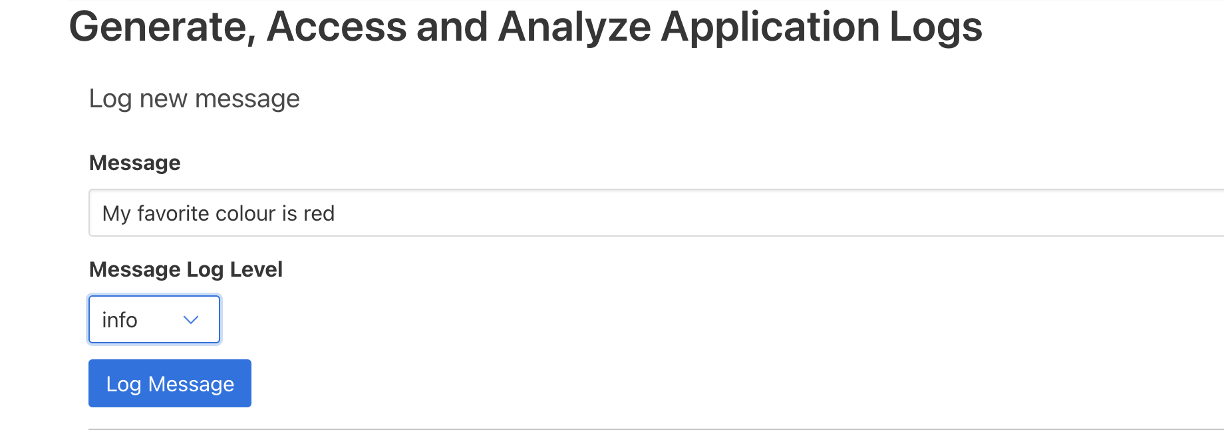 Generate, Access and Analyze Application Logs
Log new message
Message
My favorite colour is red
Message Log Level
info
Log Message